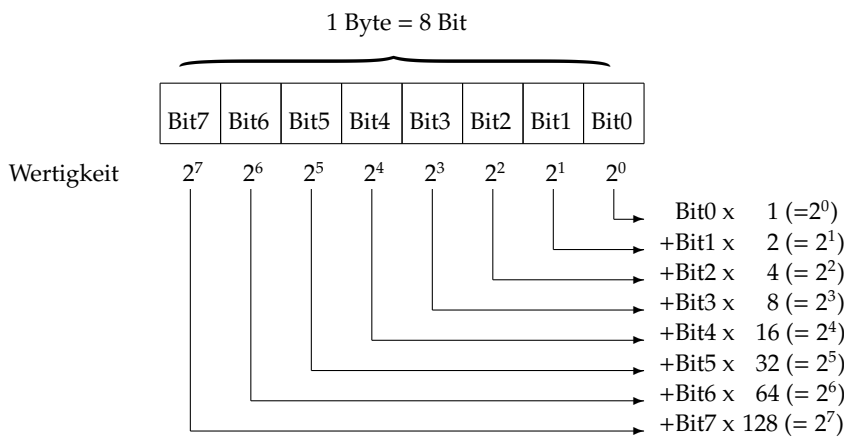 1 Byte = 8 Bit
Bit7 Bit6 Bit5 Bit4 Bit3 Bit2 Bit1 Bit0
Wertigkeit 2⁷ 2⁶ 2⁵ 2⁴ 2³ 2² 2¹ 2⁰
Bit0 x 1 (=2⁰)
+Bit1 x 2 (= 2¹)
+Bit2 x 4 (= 2²)
+Bit3 x 8 (= 2³)
+Bit4 x 16 (= 2⁴)
+Bit5 x 32 (= 2⁵)
+Bit6 x 64 (= 2⁶)
+Bit7 x 128 (= 2⁷)